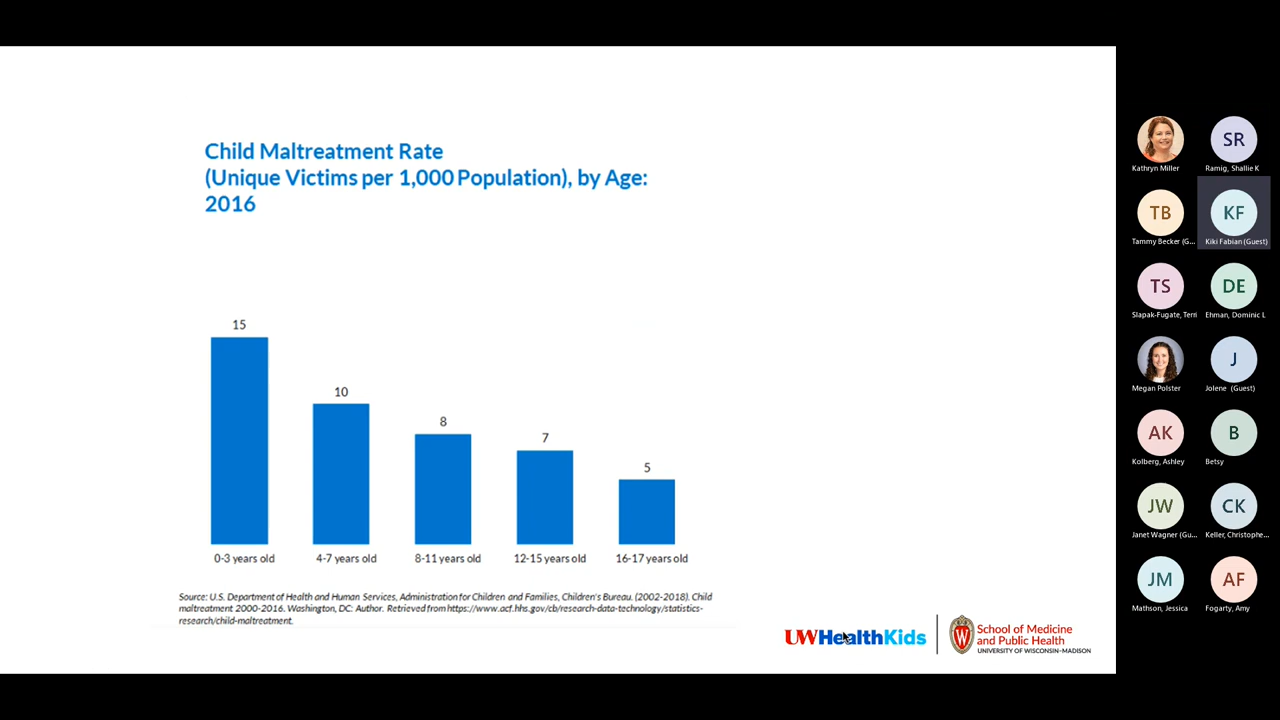 Child Maltreatment Rate
(Unique Victims per 1,000 Population), by Age:
2016
15
10
8
7
5
0-3 years old
4-7 years old
8-11 years old
12-15 years old
16-17 years old
Source: U.S. Department of Health and Human Services, Administration for Children and Families, Children's Bureau. (2002-2018). Child
maltreatment 2000-2016. Washington, DC: Author. Retrieved from https://www.acf.hhs.gov/cb/research-data-technology/statistics-
research/child-maltreatment.
UWHealthKids
W
School of Medicine
and Public Health
UNIVERSITY OF WISCONSIN-MADISON
Kathryn Miller
SR
Ramig, Shallie K
TB
Tammy Becker (G...
KF
Kiki Fabian (Guest)
TS
Slapak-Fugate, Terri
DE
Ehman, Dominic L
Megan Polster
J
Jolene (Guest)
AK
Kolberg, Ashley
B
Betsy
JW
Janet Wagner (Gu...
CK
Keller, Christophe...
JM
Mathson, Jessica
AF
Fogarty, Amy